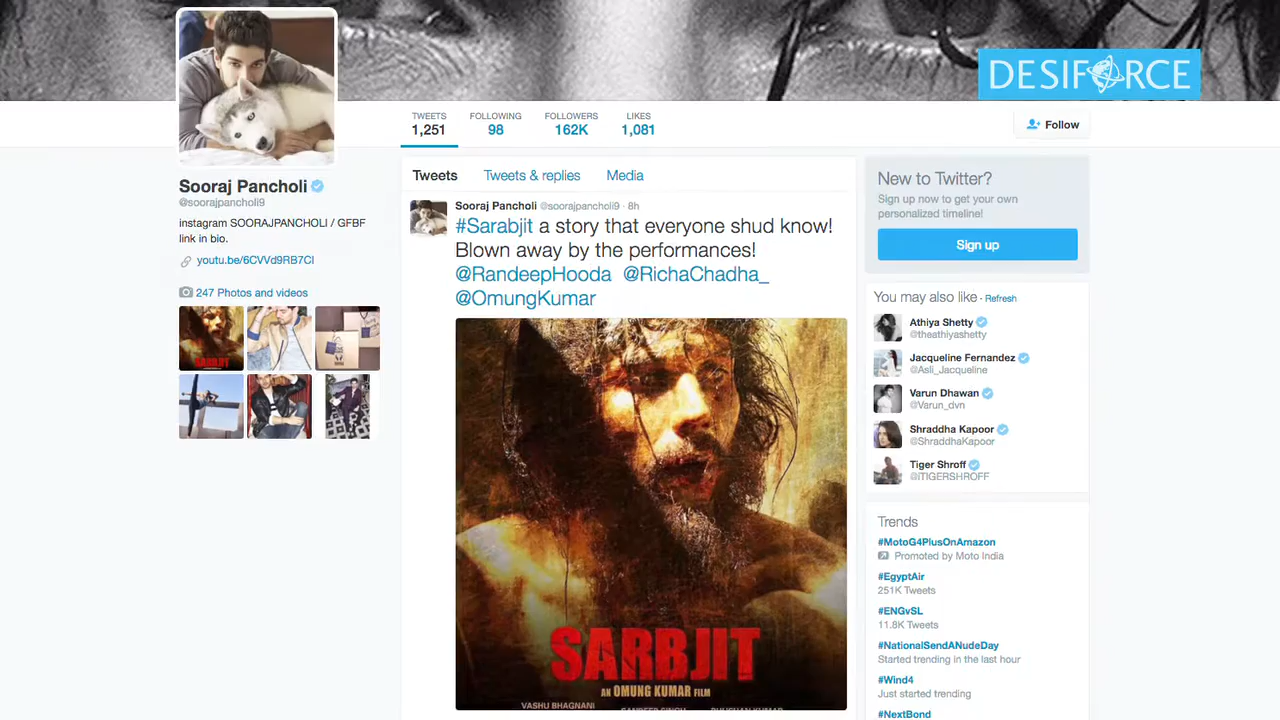 DESIFORCE
TWEETS
1,251
FOLLOWING
98
FOLLOWERS
162K
LIKES
1,081
Follow
Sooraj Pancholi
@soorajpancholi9
instagram SOORAJPANCHOLI / GFBF
link in bio.
youtu.be/6CVVd9RB7CI
247 Photos and videos
Tweets Tweets & replies Media
Sooraj Pancholi @soorajpancholi9 · 8h
#Sarabjit a story that everyone shud know!
Blown away by the performances!
@RandeepHooda @RichaChadha_
@OmungKumar
SARBJIT
AN OMUNG KUMAR FILM
VASHU BHAGNANI SANDEEP SINGH BHUSHAN KUMAR
New to Twitter?
Sign up now to get your own
personalized timeline!
Sign up
You may also like · Refresh
Athiya Shetty
@theathiyashetty
Jacqueline Fernandez
@Asli_Jacqueline
Varun Dhawan
@Varun_dvn
Shraddha Kapoor
@ShraddhaKapoor
Tiger Shroff
@iTIGERSHROFF
Trends
#MotoG4PlusOnAmazon
Promoted by Moto India
#EgyptAir
251K Tweets
#ENGvSL
11.8K Tweets
#NationalSendANudeDay
Started trending in the last hour
#Wind4
Just started trending
#NextBond